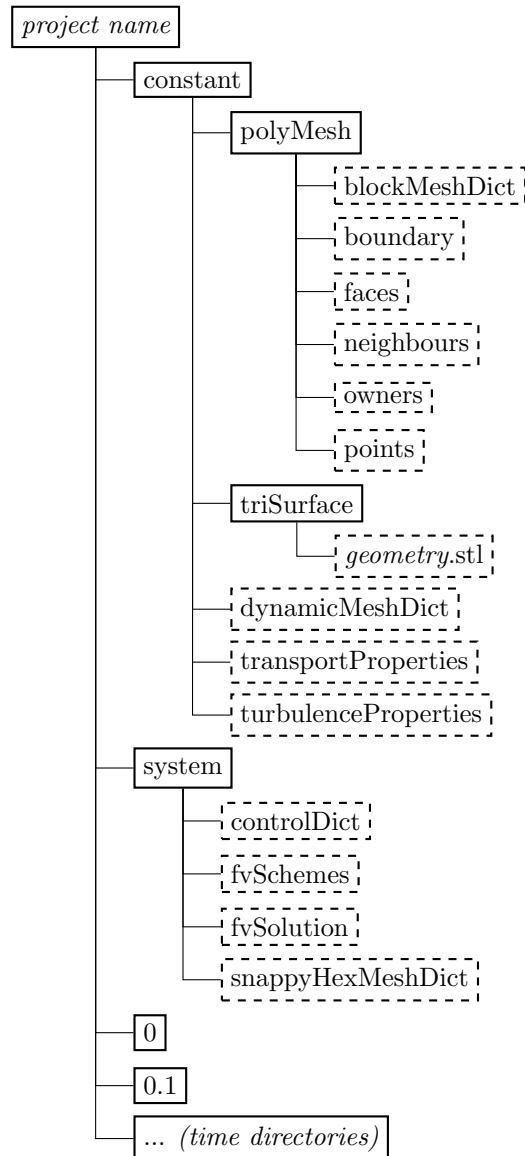 project name
constant
polyMesh
blockMeshDict
boundary
faces
neighbours
owners
points
triSurface
geometry.stl
dynamicMeshDict
transportProperties
turbulenceProperties
system
controlDict
fvSchemes
fvSolution
snappyHexMeshDict
0
0.1
... (time directories)